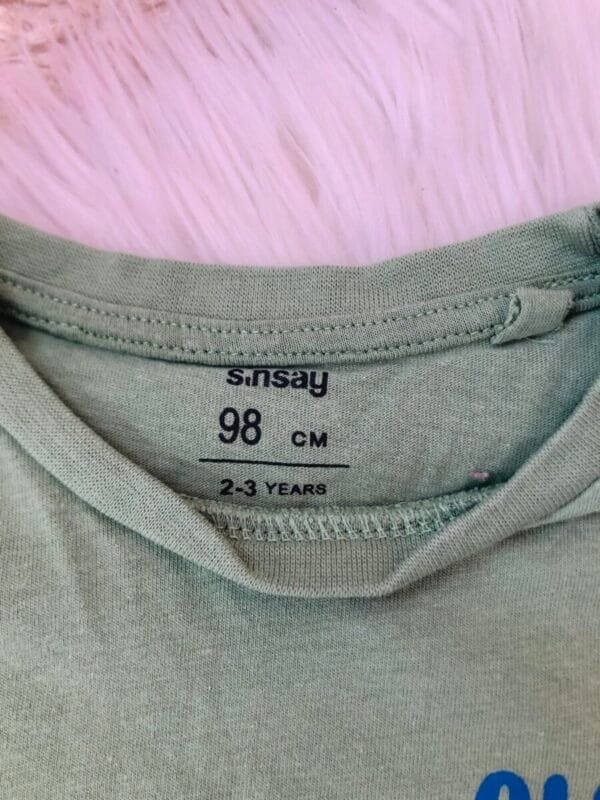 sinsay
98 CM
2-3 YEARS